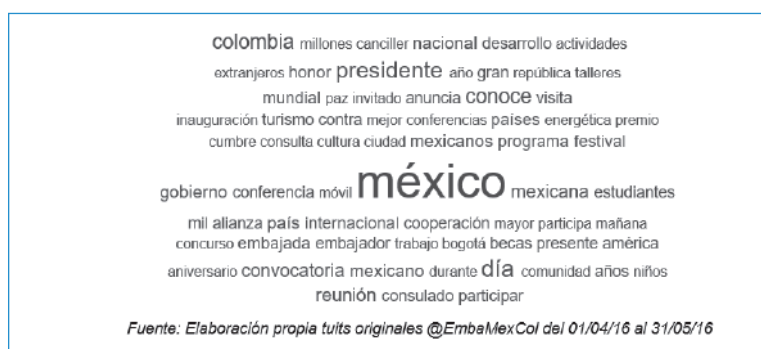 colombia millones canciller nacional desarrollo actividades
extranjeros honor presidente año gran república talleres
mundial paz invitado anuncia conoce visita
inauguración turismo contra mejor conferencias países energética premio
cumbre consulta cultura ciudad mexicanos programa festival
gobierno conferencia móvil méxico mexicana estudiantes
mil alianza país internacional cooperación mayor participa mañana
concurso embajada embajador trabajo bogotá becas presente américa
aniversario convocatoria mexicano durante día comunidad años niños
reunión consulado participar
Fuente: Elaboración propia tuits originales @EmbaMexCol del 01/04/16 al 31/05/16